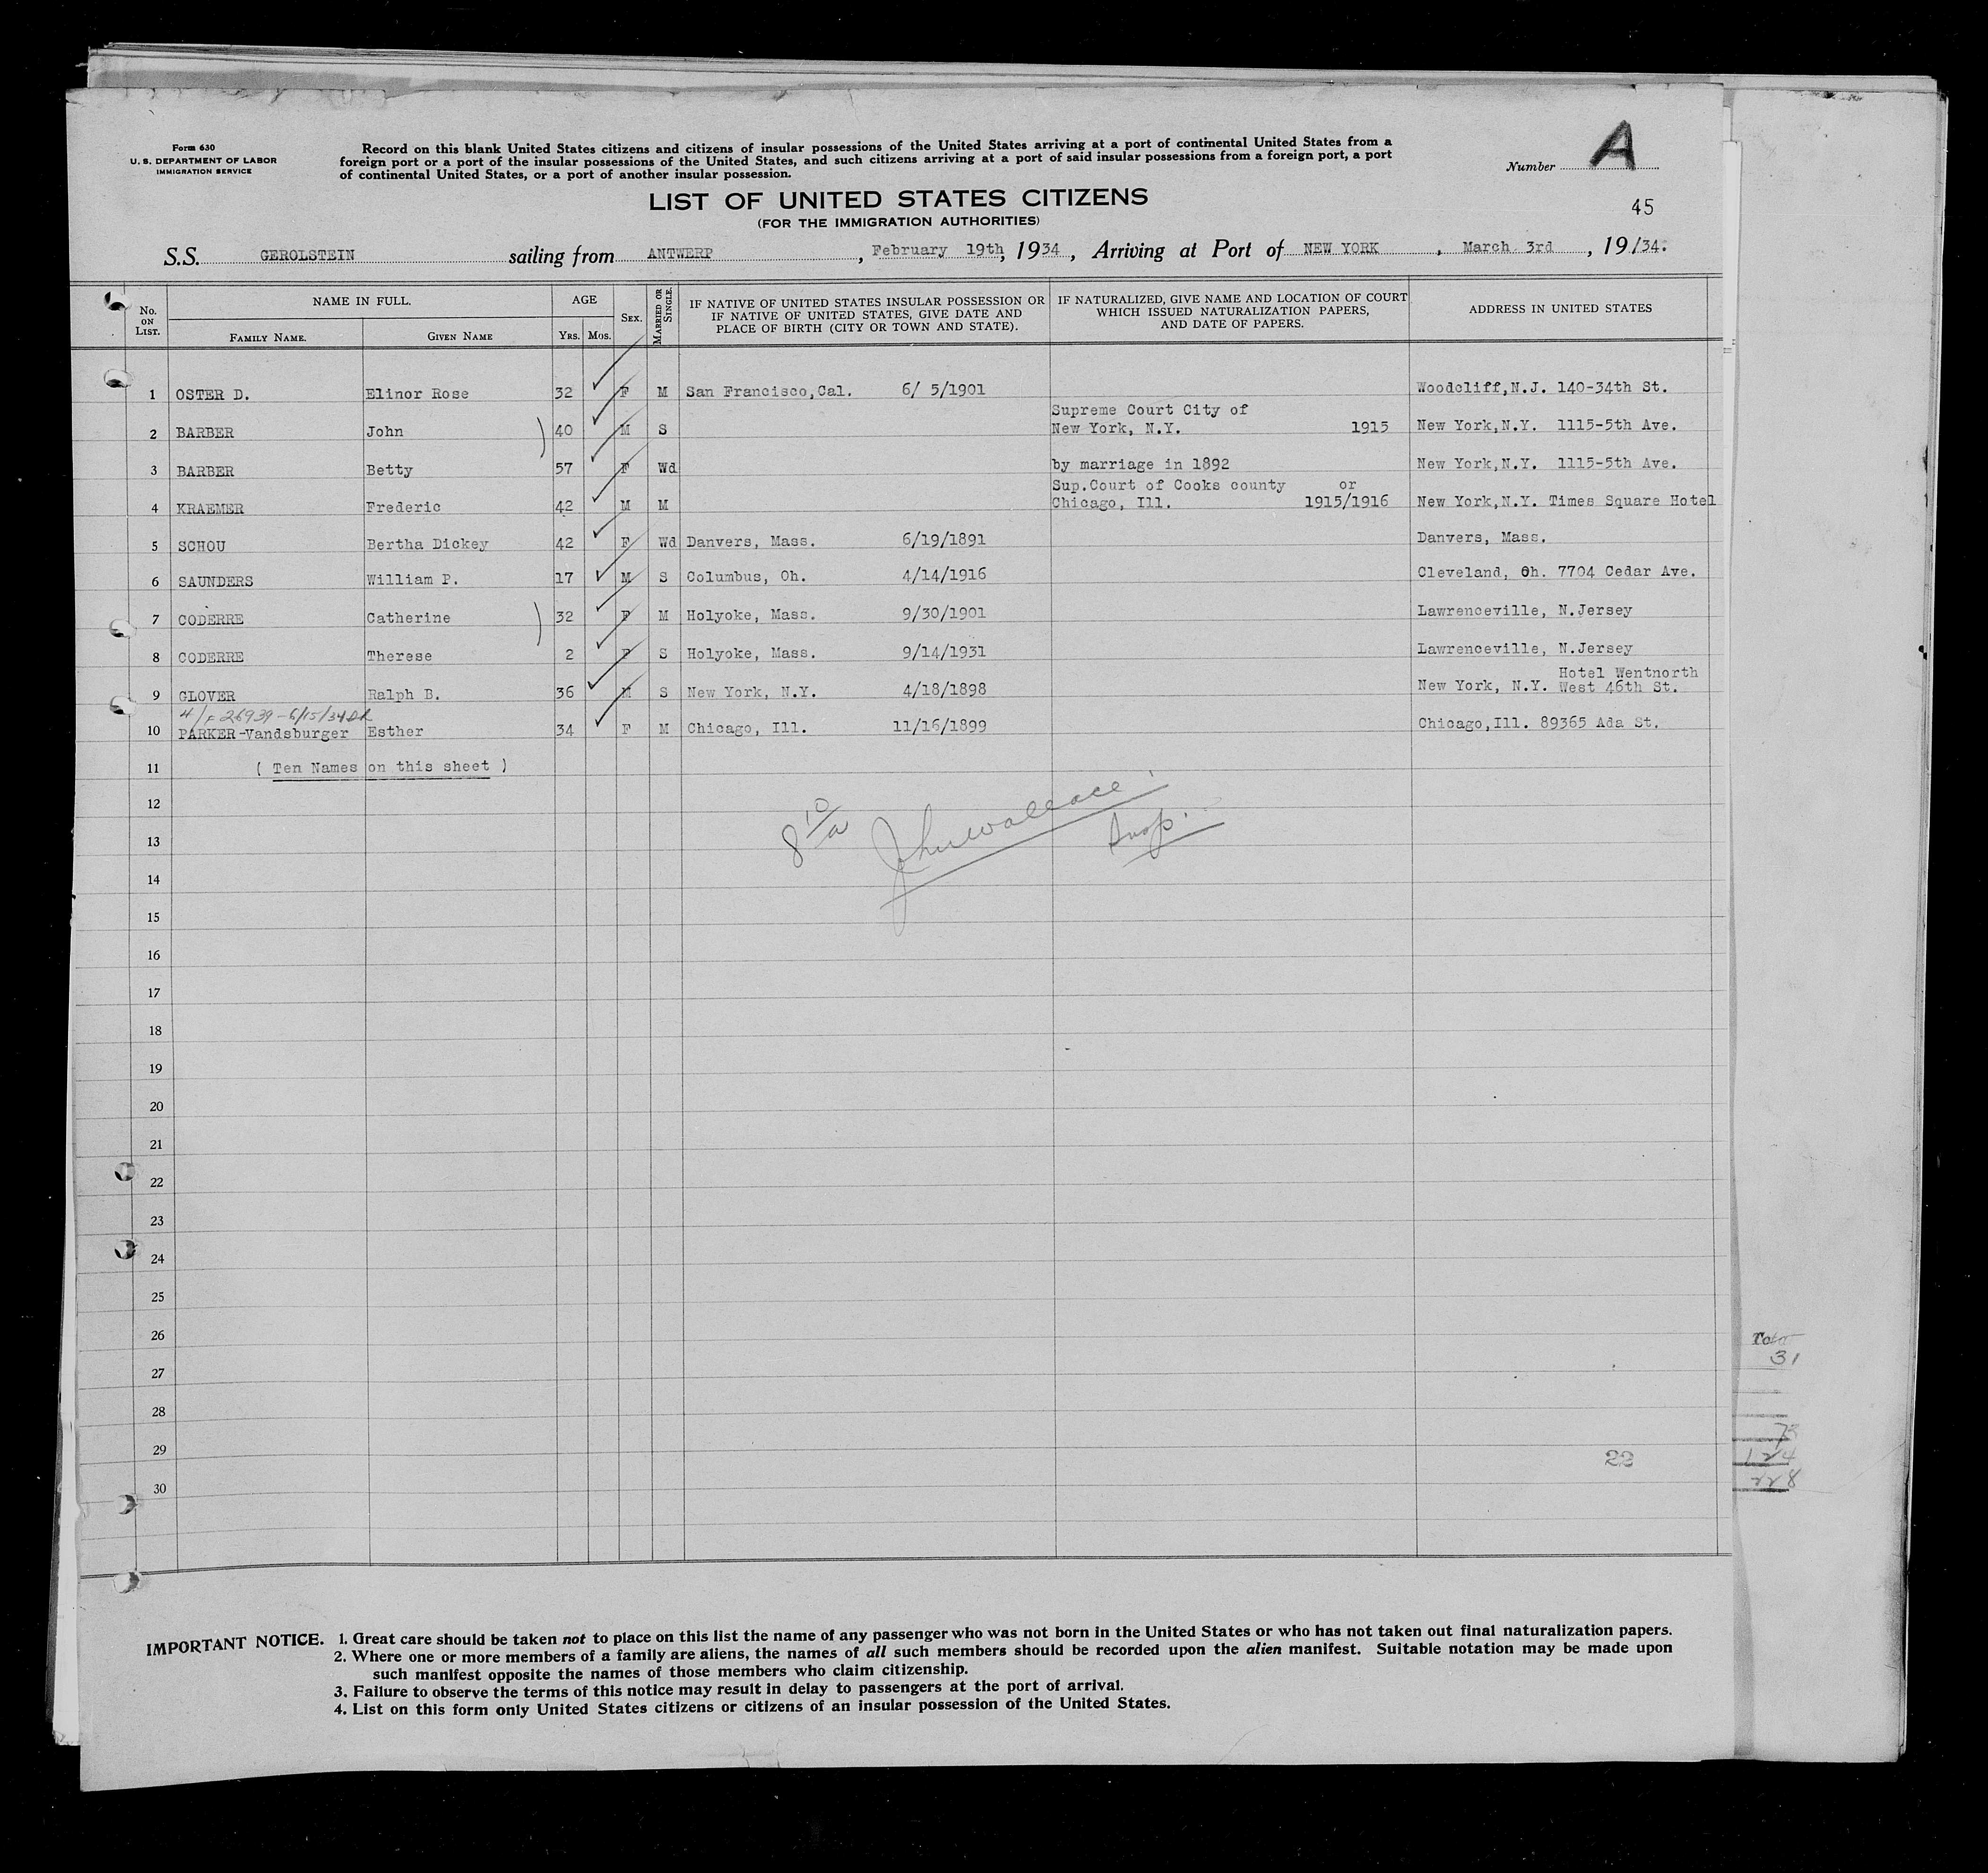 Form 630
U. S. DEPARTMENT OF LABOR
IMMIGRATION SERVICE
Record on this blank United States citizens and citizens of insular possessions of the United States arriving at a port of continental United States from a
foreign port or a port of the insular possessions of the United States, and such citizens arriving at a port of said insular possessions from a foreign port, a port
of continental United States, or a port of another insular possession.
Number A
LIST OF UNITED STATES CITIZENS
(FOR THE IMMIGRATION AUTHORITIES)
45
S.S. GEROLSTEIN sailing from ANTWERP, February 19th, 1934, Arriving at Port of NEW YORK, March 3rd, 19/34.
No. ON LIST.
NAME IN FULL.
FAMILY NAME. GIVEN NAME
AGE
YRS. MOS.
SEX.
MARRIED OR SINGLE.
IF NATIVE OF UNITED STATES INSULAR POSSESSION OR
IF NATIVE OF UNITED STATES, GIVE DATE AND
PLACE OF BIRTH (CITY OR TOWN AND STATE).
IF NATURALIZED, GIVE NAME AND LOCATION OF COURT
WHICH ISSUED NATURALIZATION PAPERS,
AND DATE OF PAPERS.
ADDRESS IN UNITED STATES
1 OSTER D. Elinor Rose 32 F M San Francisco,Cal. 6/ 5/1901 Woodcliff,N.J. 140-34th St.
Supreme Court City of
2 BARBER John ) 40 M S New York, N.Y. 1915 New York,N.Y. 1115-5th Ave.
3 BARBER Betty 57 F Wd by marriage in 1892 New York,N.Y. 1115-5th Ave.
Sup.Court of Cooks county or
4 KRAEMER Frederic 42 M M Chicago, Ill. 1915/1916 New York,N.Y. Times Square Hotel
5 SCHOU Bertha Dickey 42 F Wd Danvers, Mass. 6/19/1891 Danvers, Mass.
6 SAUNDERS William P. 17 M S Columbus, Oh. 4/14/1916 Cleveland, Oh. 7704 Cedar Ave.
7 CODERRE Catherine ) 32 F M Holyoke, Mass. 9/30/1901 Lawrenceville, N.Jersey
8 CODERRE Therese 2 F S Holyoke, Mass. 9/14/1931 Lawrenceville, N.Jersey
Hotel Wentnorth
9 GLOVER Ralph B. 36 M S New York, N.Y. 4/18/1898 New York, N.Y. West 46th St.
26939-6/15/34
10 PARKER-Vandsburger Esther 34 F M Chicago, Ill. 11/16/1899 Chicago,Ill. 89365 Ada St.
11 ( Ten Names on this sheet )
12
8 10/a John Wallace
Insp.
13
14
15
16
17
18
19
20
21
22
23
24
25
26
27
28
29
22
30
Total
31
73
124
228
IMPORTANT NOTICE. 1. Great care should be taken not to place on this list the name of any passenger who was not born in the United States or who has not taken out final naturalization papers.
2. Where one or more members of a family are aliens, the names of all such members should be recorded upon the alien manifest. Suitable notation may be made upon
such manifest opposite the names of those members who claim citizenship.
3. Failure to observe the terms of this notice may result in delay to passengers at the port of arrival.
4. List on this form only United States citizens or citizens of an insular possession of the United States.